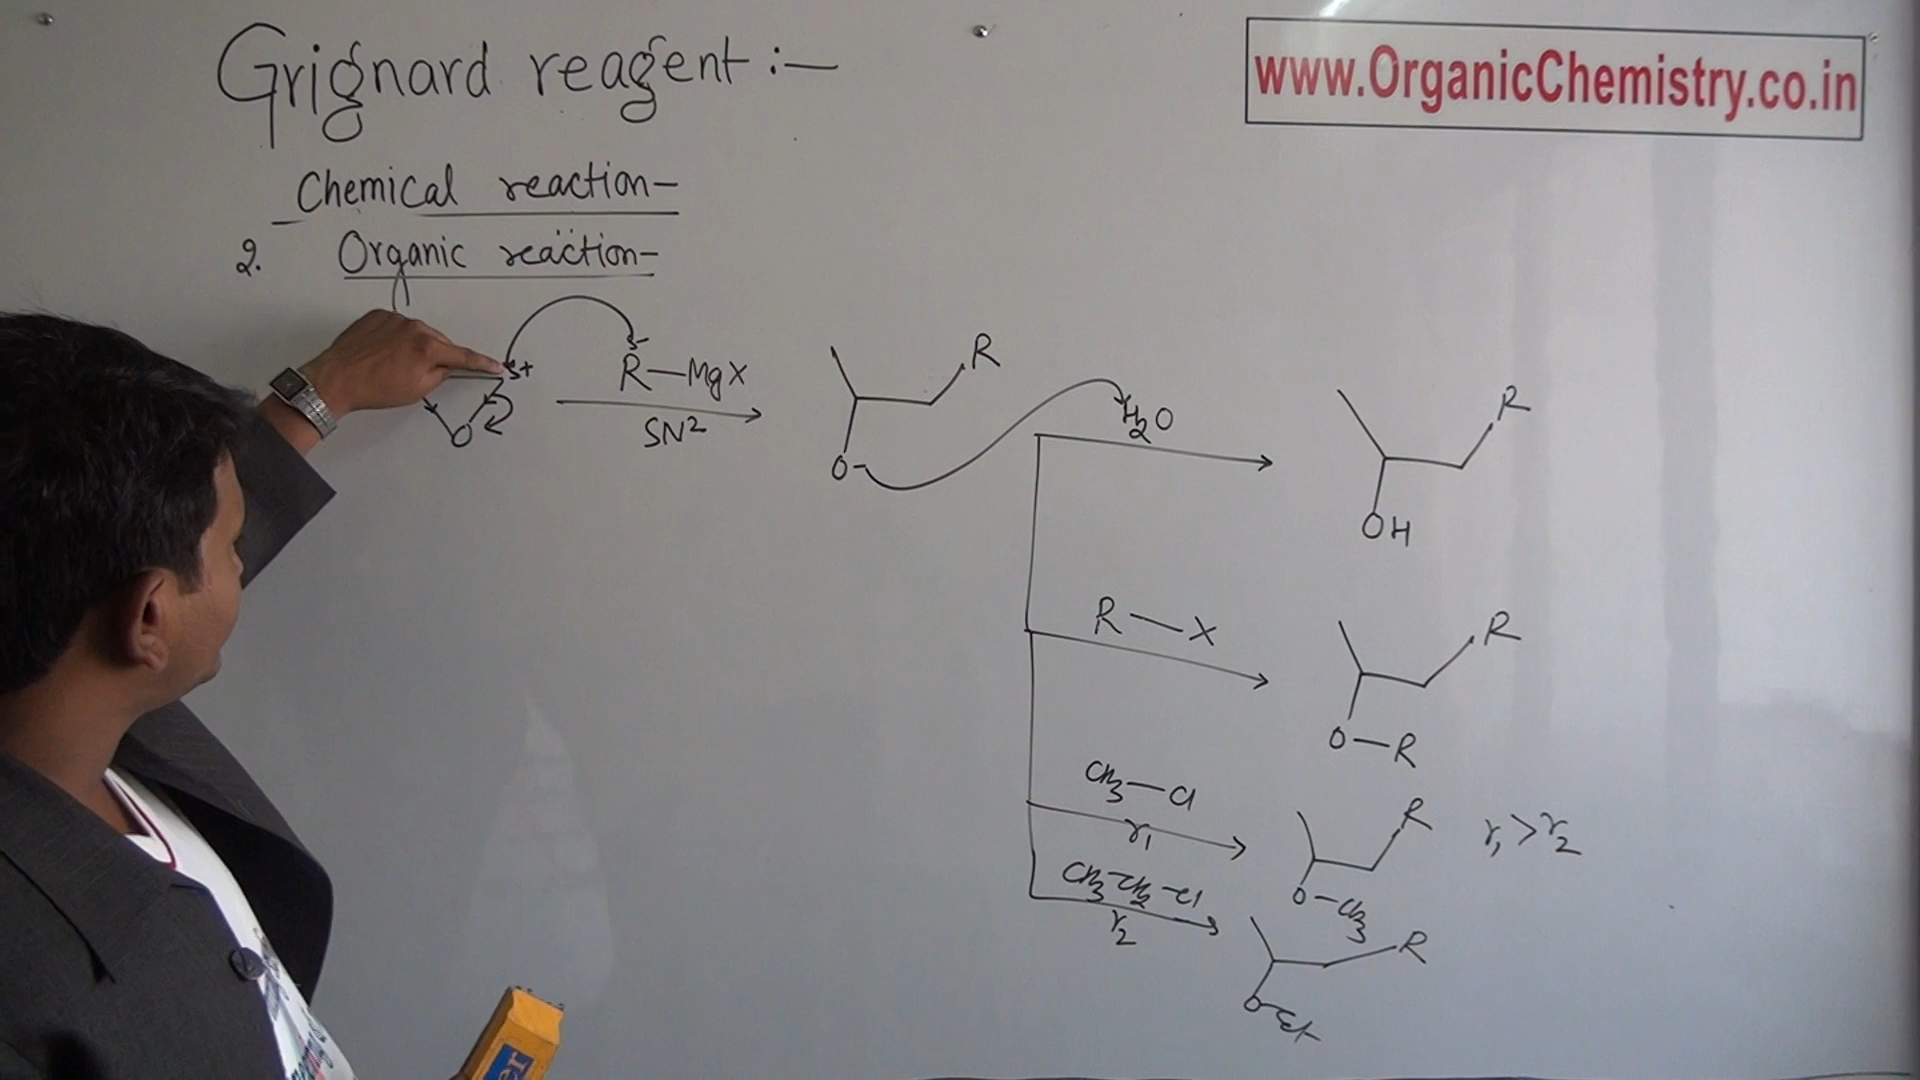 Grignard reagent :-
www.OrganicChemistry.co.in
Chemical reaction-
2. Organic reaction-
δ+
δ-
R—MgX
SN2
O
R
O-
H2O
R
OH
R—X
R
O—R
CH3—Cl
r1
R
O—CH3
r1 > r2
CH3-CH2-Cl
r2
R
O-Et
er